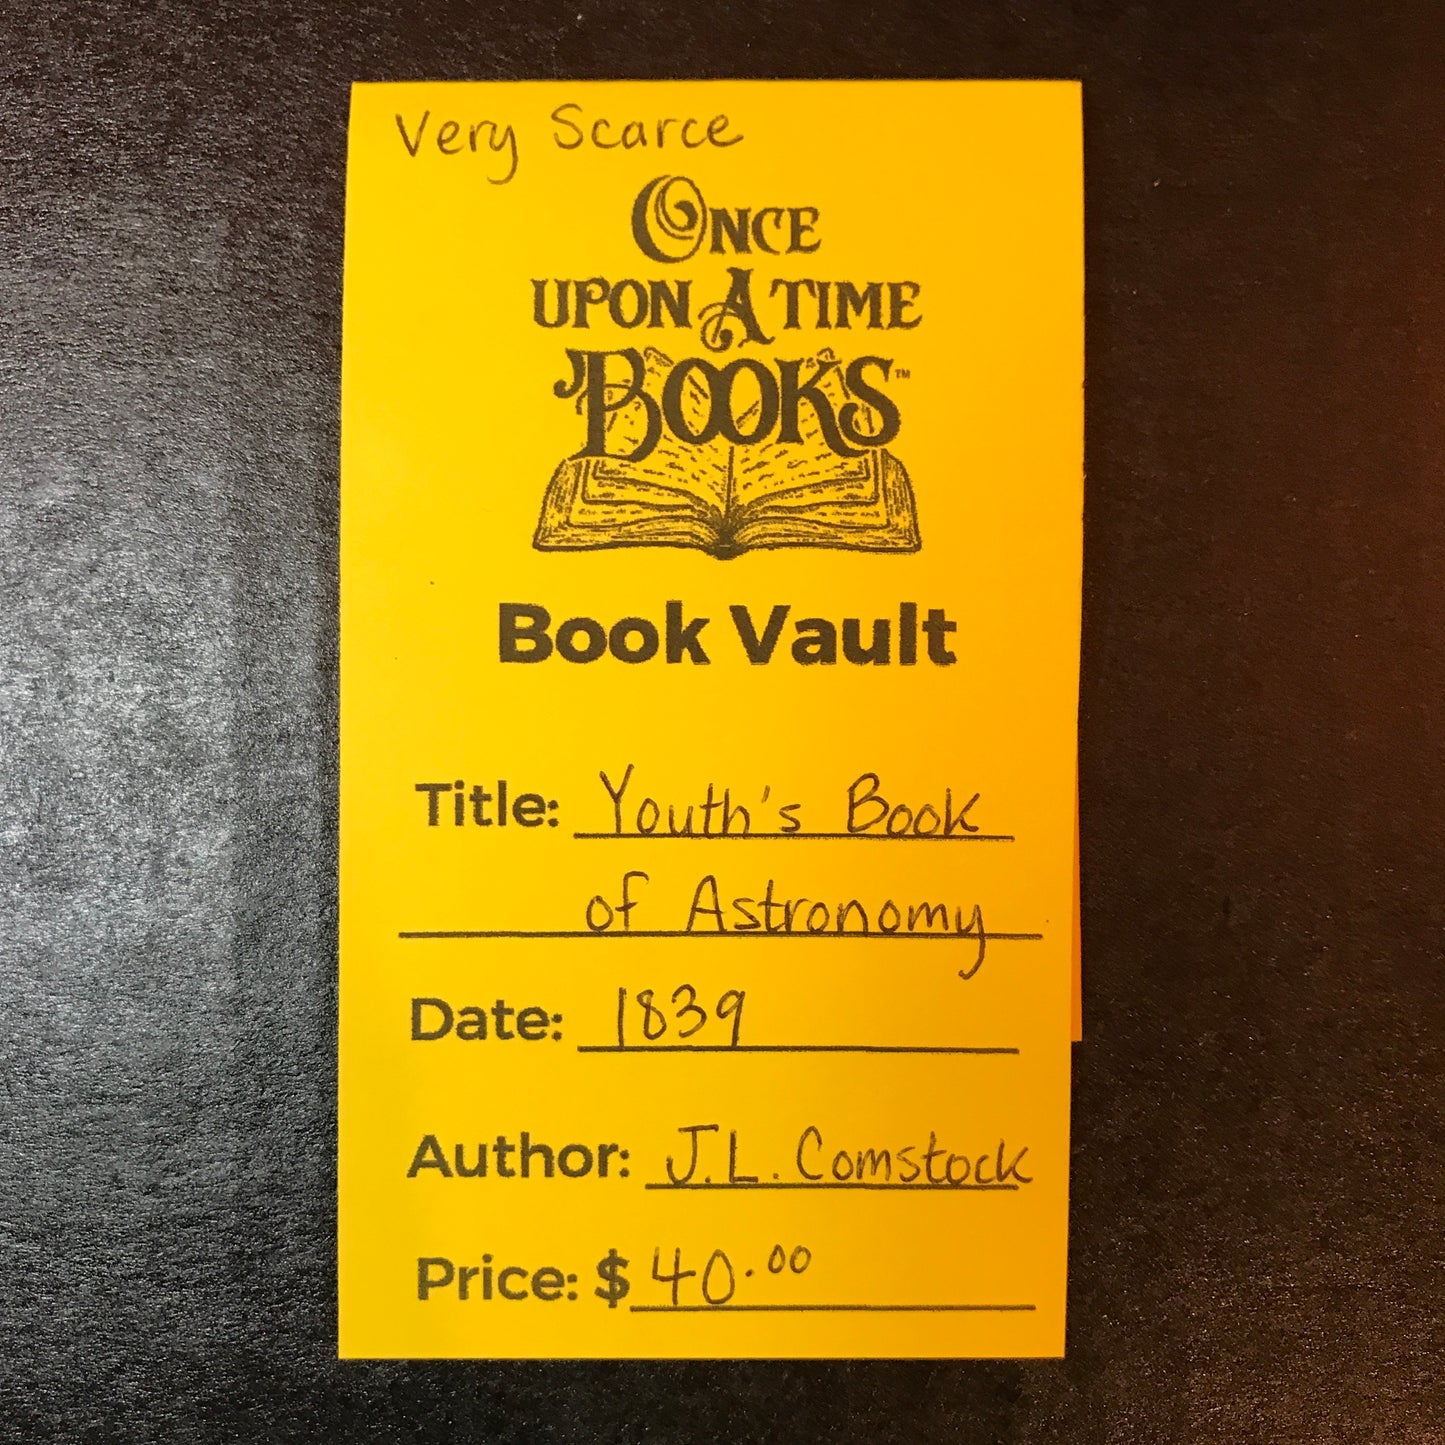 Very Scarce
ONCE
UPON A TIME
BOOKS™
Book Vault
Title: Youth's Book
of Astronomy
Date: 1839
Author: J.L. Comstock
Price: $ 40.00